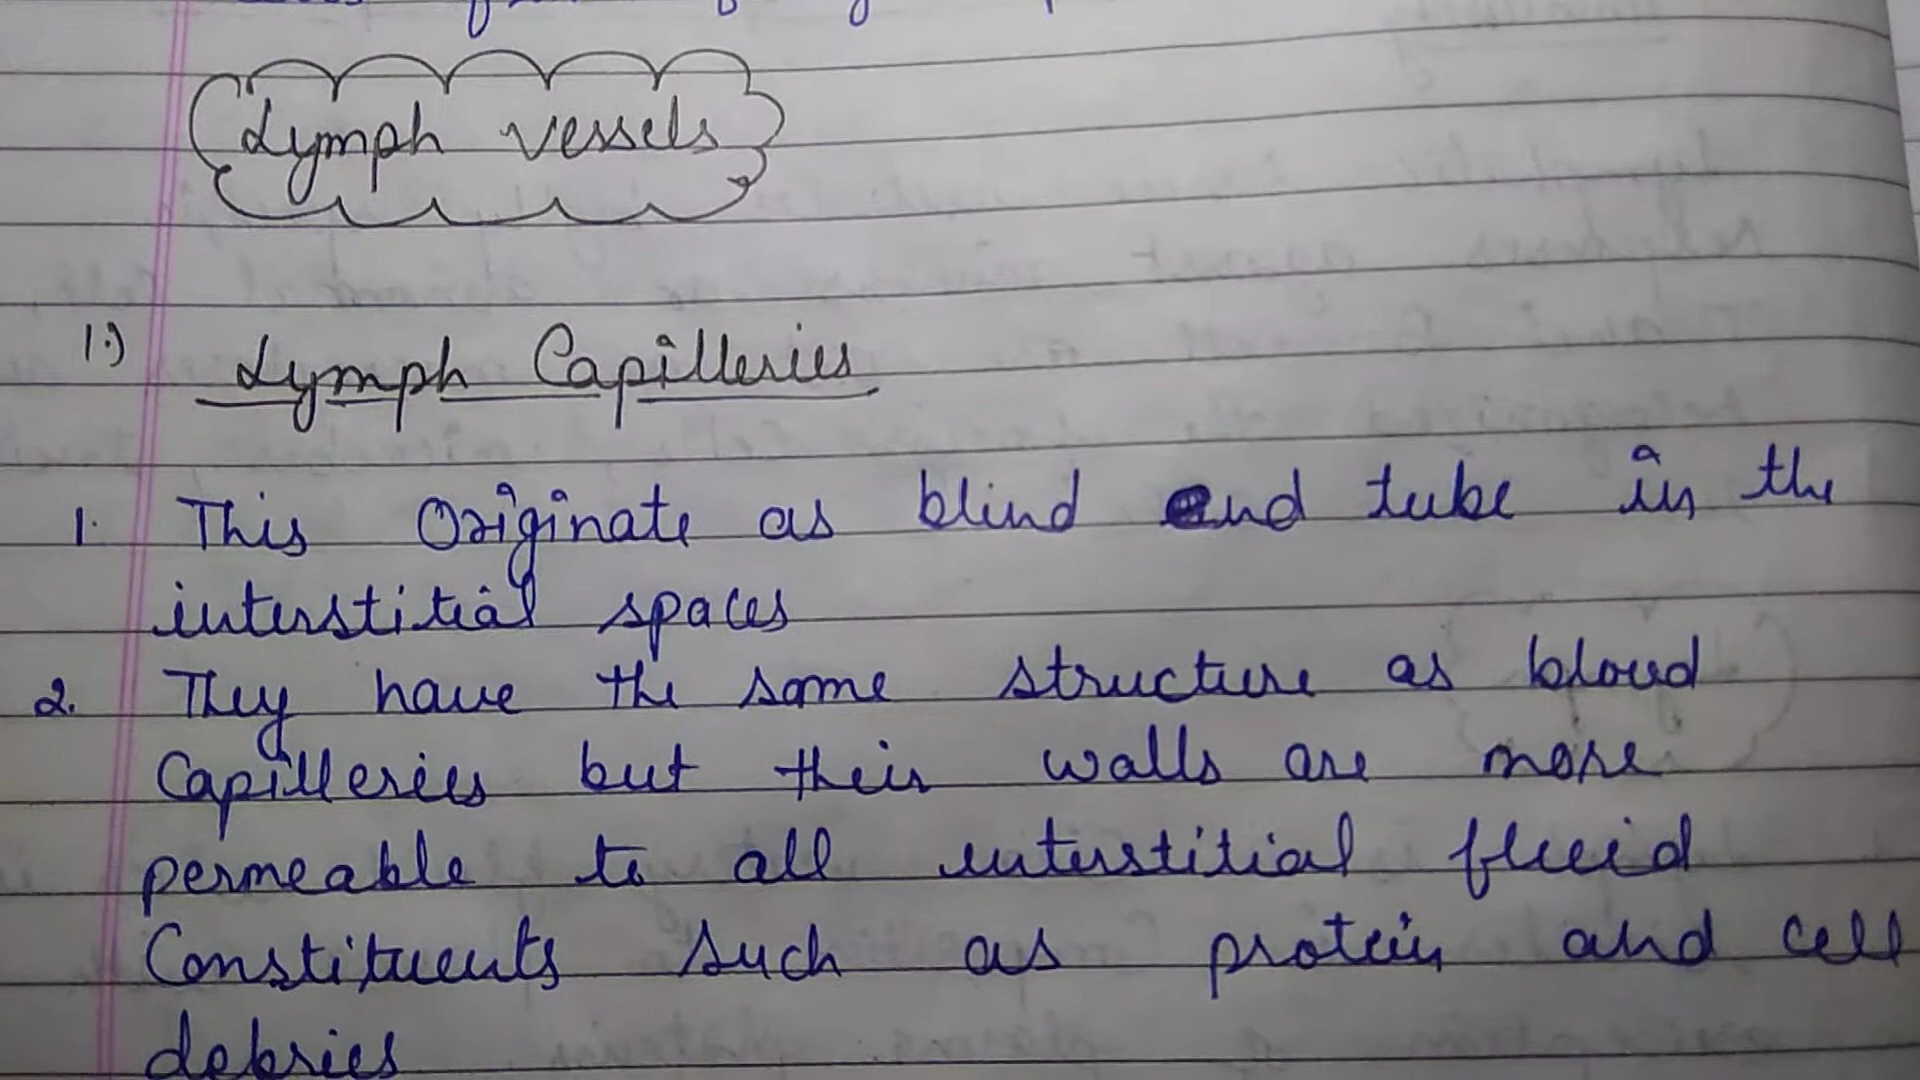 Lymph vessels
1.) Lymph Capilleries
1. This Originate as blind end tube in the
interstitial spaces
2. They have the same structure as blood
Capilleries but their walls are more
permeable to all interstitial fluid
Constituents such as protein and cell
debries